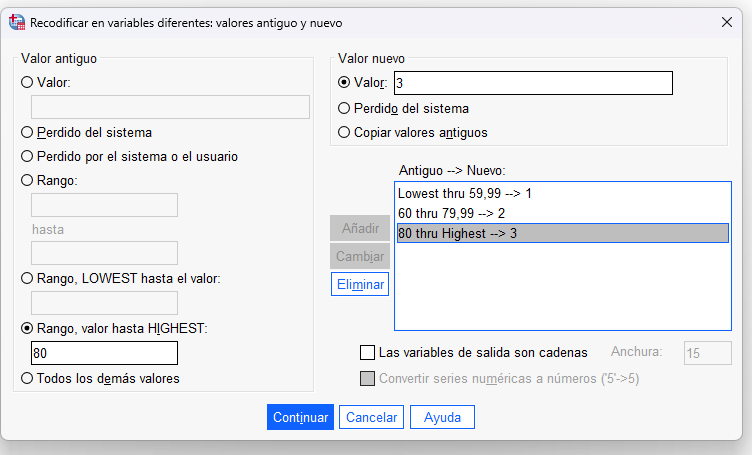 Recodificar en variables diferentes: valores antiguo y nuevo
Valor antiguo
Valor:
Perdido del sistema
Perdido por el sistema o el usuario
Rango:
hasta
Rango, LOWEST hasta el valor:
Rango, valor hasta HIGHEST:
80
Todos los demás valores
Valor nuevo
Valor: 3
Perdido del sistema
Copiar valores antiguos
Antiguo --> Nuevo:
Lowest thru 59,99 --> 1
60 thru 79,99 --> 2
80 thru Highest --> 3
Añadir
Cambiar
Eliminar
Las variables de salida son cadenas Anchura: 15
Convertir series numéricas a números ('5'->5)
Continuar Cancelar Ayuda